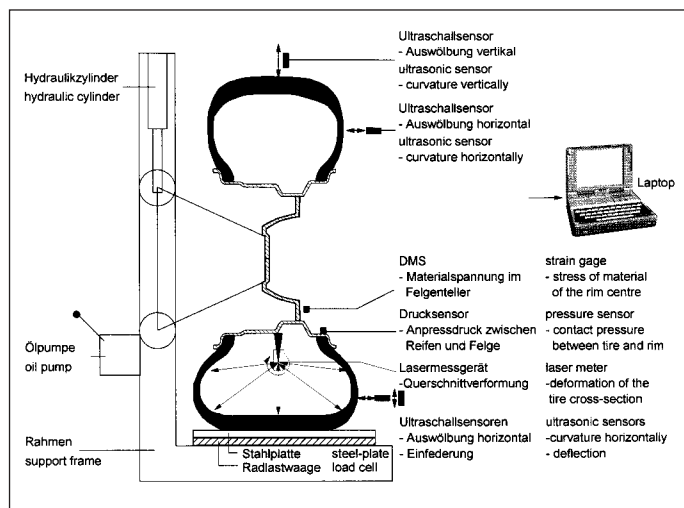 Ultraschallsensor
- Auswölbung vertikal
ultrasonic sensor
- curvature vertically
Hydraulikzylinder
hydraulic cylinder
Ultraschallsensor
- Auswölbung horizontal
ultrasonic sensor
- curvature horizontally
Laptop
DMS
- Materialspannung im
Felgenteller
strain gage
- stress of material
of the rim centre
Drucksensor
- Anpressdruck zwischen
Reifen und Felge
pressure sensor
- contact pressure
between tire and rim
Ölpumpe
oil pump
Lasermessgerät
- Querschnittverformung
laser meter
- deformation of the
tire cross-section
Ultraschallsensoren
- Auswölbung horizontal
- Einfederung
ultrasonic sensors
-curvature horizontally
- deflection
Rahmen
support frame
Stahlplatte
Radlastwaage
steel-plate
load cell